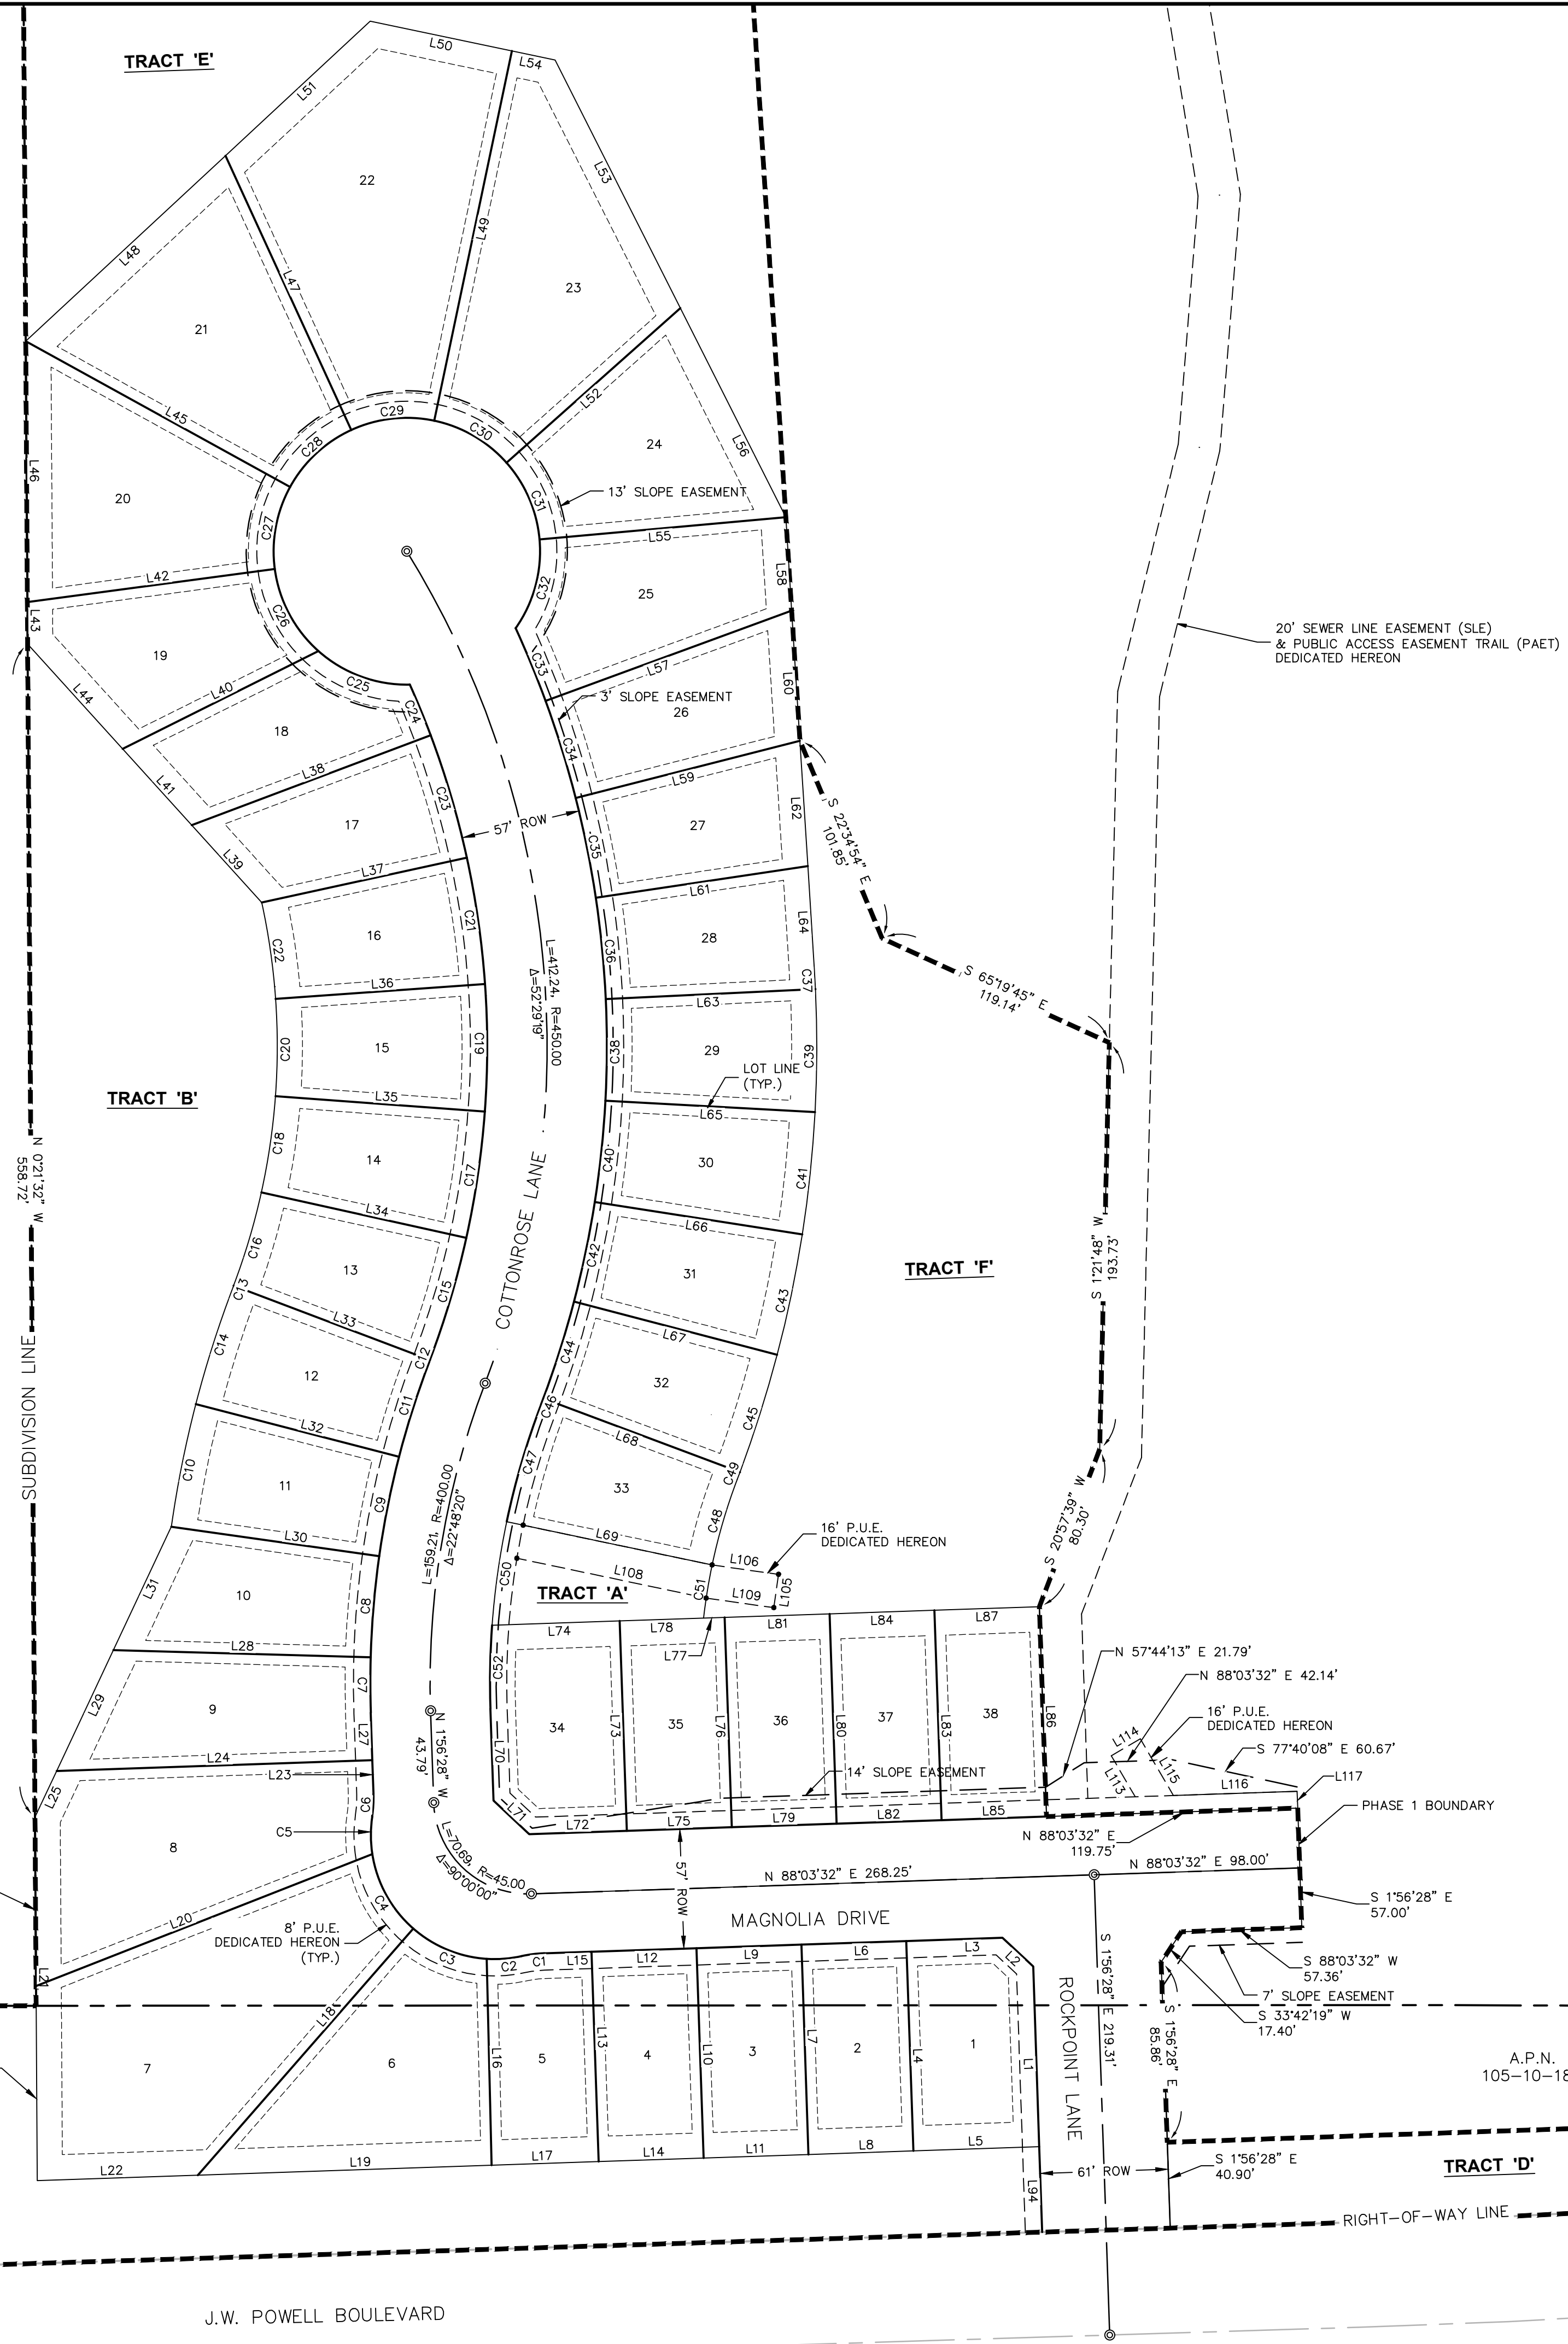 TRACT 'E'
L50
L54
L51
22
L53
L49
L48
L47
23
21
C29
C30
L52
C28
L45
24
L56
L46
20
C31
13' SLOPE EASEMENT
C27
L55
L42
C32
25
L58
L43
C26
19
20' SEWER LINE EASEMENT (SLE)
& PUBLIC ACCESS EASEMENT TRAIL (PAET)
DEDICATED HEREON
C33
L57
L44
L40
C25
L60
3' SLOPE EASEMENT
26
C24
18
C34
L38
L59
L41
C23
L62
S 22°34'54" E
101.85'
57' ROW
17
27
C35
L39
L37
L61
C21
L64
16
28
C22
C36
S 65°19'45" E
119.14'
L36
C37
L63
L=412.24, R=450.00
Δ=52°29'19"
C20
15
C19
C38
29
C39
LOT LINE
(TYP.)
TRACT 'B'
L35
L65
N 0°21'32" W
558.72'
C18
14
C17
C40
30
C41
L34
L66
COTTONROSE LANE
C16
C42
S 1°21'48" W
193.73'
13
31
TRACT 'F'
C13
C15
L33
C43
C14
L67
C12
C44
SUBDIVISION LINE
12
32
C11
C46
C45
L32
L68
C10
C47
C49
11
33
C9
L=159.21, R=400.00
Δ=22°48'20"
S 20°57'39" W
80.30'
L30
L69
C48
16' P.U.E.
DEDICATED HEREON
L106
L31
C50
L108
L105
10
TRACT 'A'
C51
L109
C8
L74
L78
L81
L84
L87
L28
L77
N 57°44'13" E 21.79'
C7
C52
N 88°03'32" E 42.14'
L29
9
16' P.U.E.
DEDICATED HEREON
L27
N 1°56'28" W
43.79'
34
L73
35
L76
36
L80
37
L83
38
L86
L114
S 77°40'08" E 60.67'
L24
L23
L70
14' SLOPE EASEMENT
L113
L115
L116
L117
L25
C6
L71
L72
L75
L79
L82
L85
PHASE 1 BOUNDARY
8
C5
L=70.69, R=45.00
Δ=90°00'00"
N 88°03'32" E
119.75'
57' ROW
N 88°03'32" E 268.25'
N 88°03'32" E 98.00'
L20
C4
S 1°56'28" E
57.00'
8' P.U.E.
DEDICATED HEREON
(TYP.)
MAGNOLIA DRIVE
C3
C2
C1
L15
L12
L9
L6
L3
L2
S 88°03'32" W
57.36'
L21
7' SLOPE EASEMENT
S 33°42'19" W
17.40'
L18
L16
5
L13
4
L10
3
L7
2
L4
1
L1
ROCKPOINT LANE
S 1°56'28" E 219.31'
S 1°56'28" E
85.86'
7
6
A.P.N.
105-10-18
L22
L19
L17
L14
L11
L8
L5
61' ROW
S 1°56'28" E
40.90'
TRACT 'D'
L94
RIGHT-OF-WAY LINE
J.W. POWELL BOULEVARD